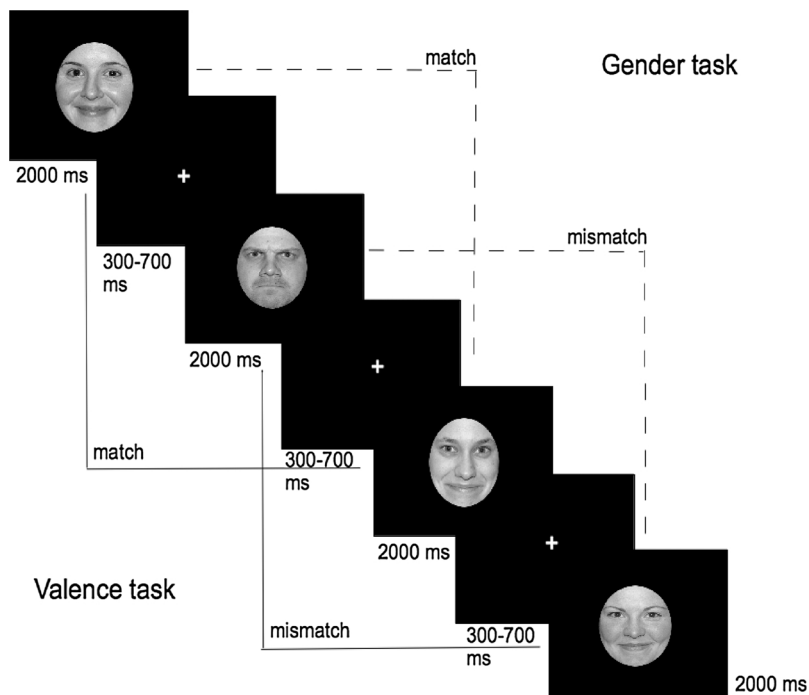 match
Gender task
2000 ms
+
mismatch
300-700
ms
2000 ms
+
match
300-700
ms
2000 ms
+
Valence task
mismatch
300-700
ms
2000 ms